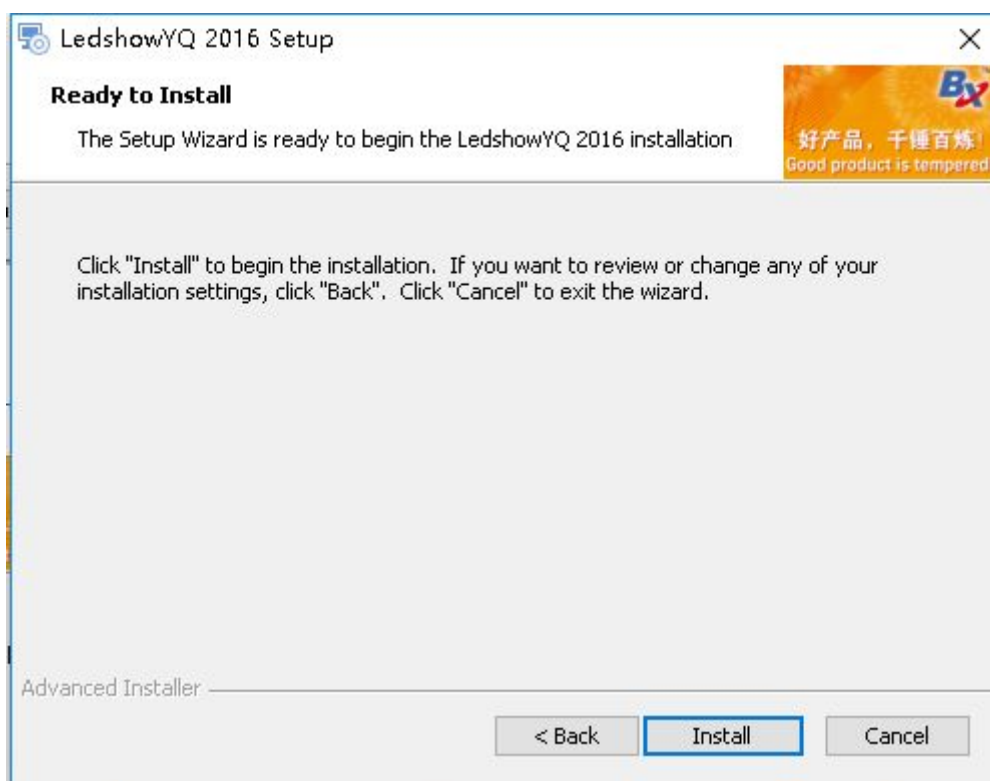 LedshowYQ 2016 Setup
Ready to Install
The Setup Wizard is ready to begin the LedshowYQ 2016 installation
BX
好产品，千锤百炼！
Good product is tempered
Click "Install" to begin the installation.  If you want to review or change any of your
installation settings, click "Back".  Click "Cancel" to exit the wizard.
Advanced Installer
< Back
Install
Cancel